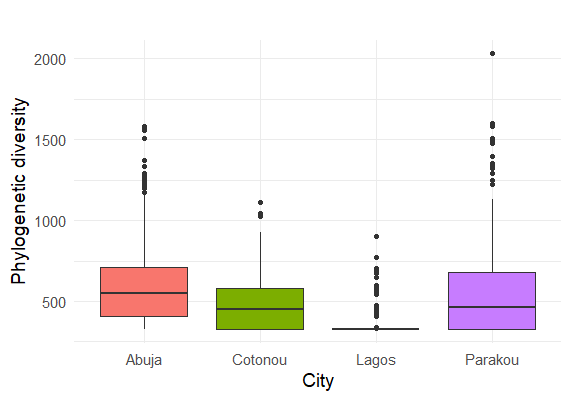 Phylogenetic diversity
2000
1500
1000
500
Abuja Cotonou Lagos Parakou
City